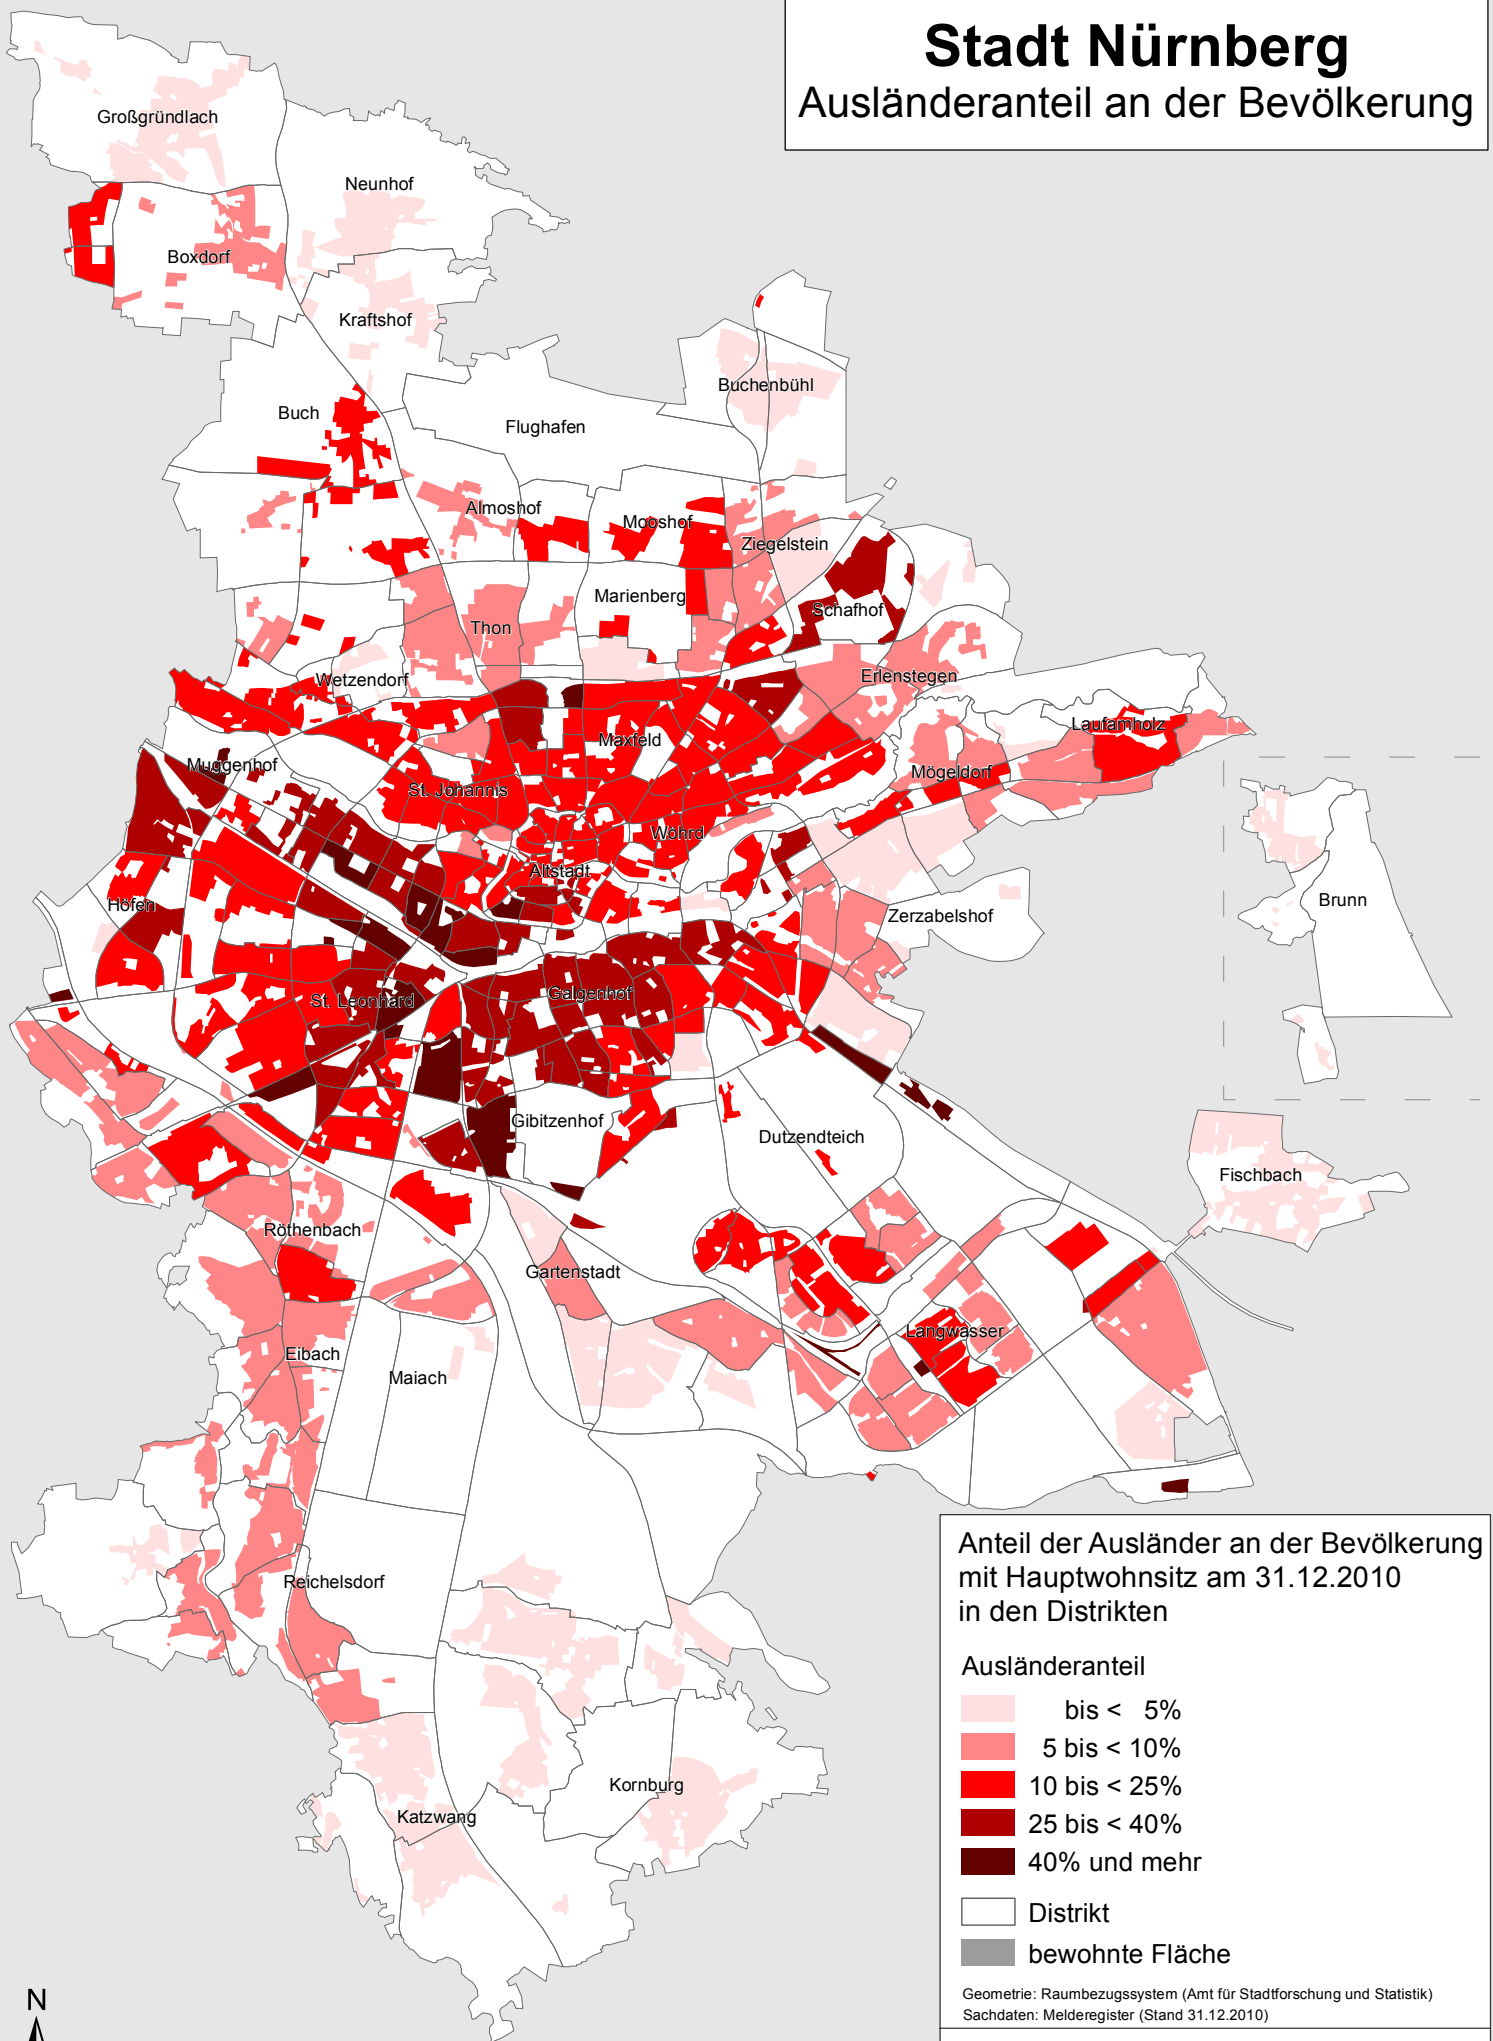 Stadt Nürnberg
Ausländeranteil an der Bevölkerung
Großgründlach
Neunhof
Boxdorf
Kraftshof
Buchenbühl
Buch
Flughafen
Almoshof
Mooshof
Ziegelstein
Marienberg
Schafhof
Thon
Wetzendorf
Erlenstegen
Laufamholz
Maxfeld
Muggenhof
Mögeldorf
St. Johannis
Wöhrd
Altstadt
Höfen
Zerzabelshof
Brunn
St. Leonhard
Galgenhof
Gibitzenhof
Dutzendteich
Fischbach
Röthenbach
Gartenstadt
Langwasser
Eibach
Maiach
Reichelsdorf
Kornburg
Katzwang
Anteil der Ausländer an der Bevölkerung
mit Hauptwohnsitz am 31.12.2010
in den Distrikten
Ausländeranteil
bis < 5%
5 bis < 10%
10 bis < 25%
25 bis < 40%
40% und mehr
Distrikt
bewohnte Fläche
Geometrie: Raumbezugssystem (Amt für Stadtforschung und Statistik)
Sachdaten: Melderegister (Stand 31.12.2010)
N